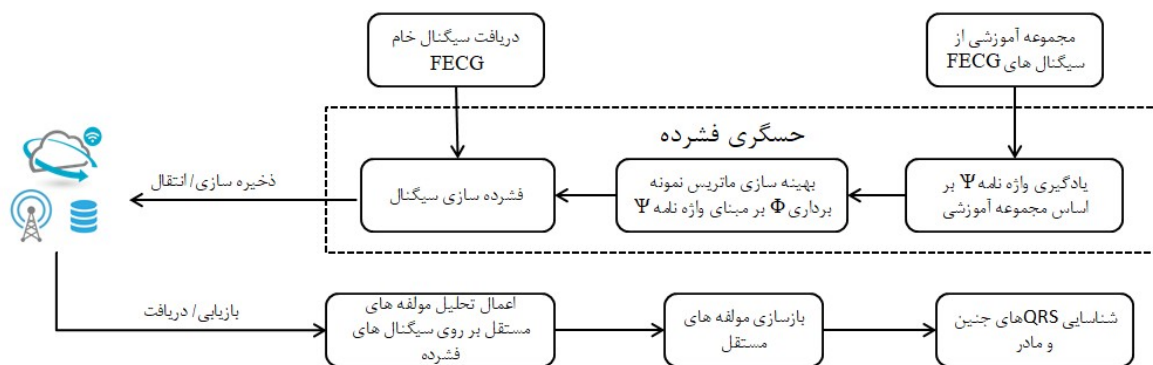 مجموعه آموزشی از
سیگنال های FECG
دریافت سیگنال خام
FECG
حسگری فشرده
یادگیری واژه نامه Ψ بر
اساس مجموعه آموزشی
بهینه سازی ماتریس نمونه
برداری Φ بر مبنای واژه نامه Ψ
فشرده سازی سیگنال
ذخیره سازی/ انتقال
بازیابی/ دریافت
اعمال تحلیل مولفه های
مستقل بر روی سیگنال های
فشرده
بازسازی مولفه های
مستقل
شناسایی QRSهای جنین
و مادر